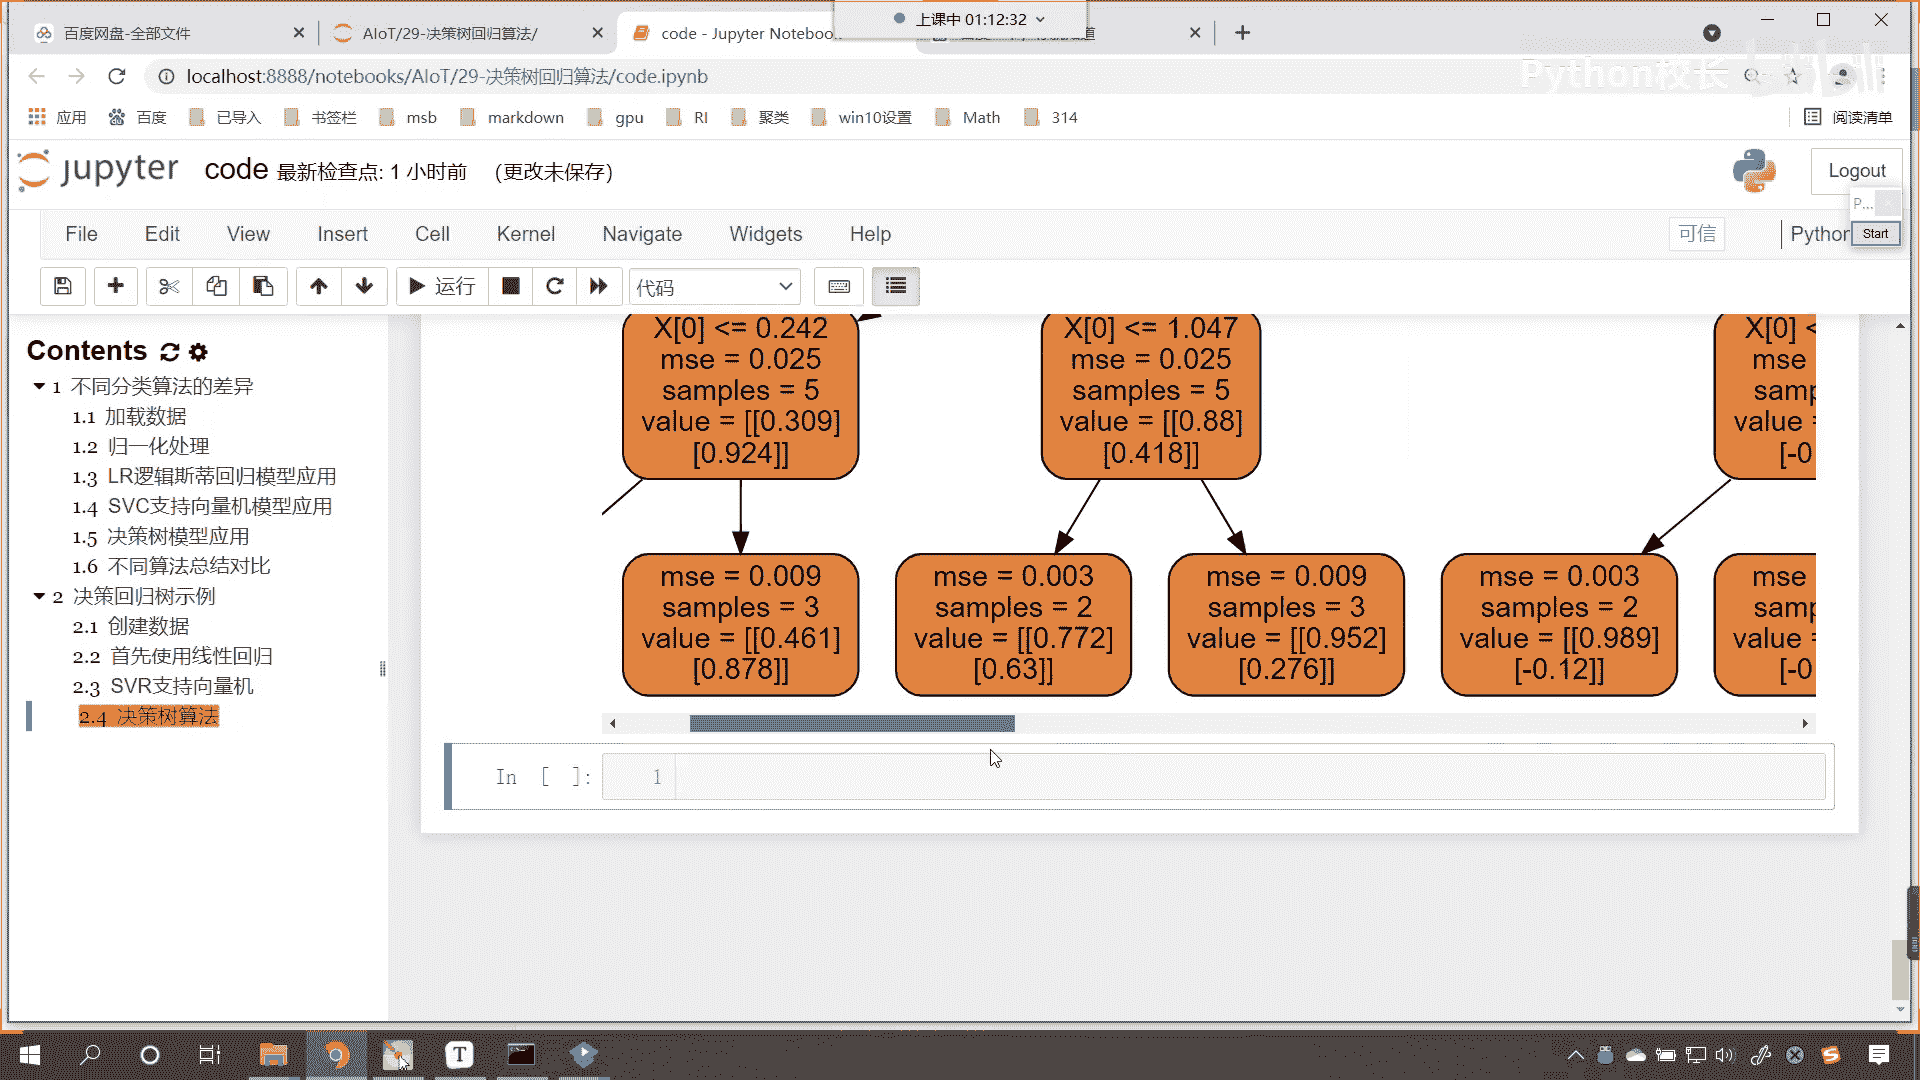 上课中 01:12:32
百度网盘-全部文件
AIoT/29-决策树回归算法/
code - Jupyter Noteboo
localhost:8888/notebooks/AIoT/29-决策树回归算法/code.ipynb
Python校长
应用
百度
已导入
书签栏
msb
markdown
gpu
RI
聚类
win10设置
Math
314
阅读清单
jupyter
code 最新检查点: 1 小时前 (更改未保存)
Logout
P...
Start
File Edit View Insert Cell Kernel Navigate Widgets Help
可信
Python
运行
代码
Contents
1 不同分类算法的差异
1.1 加载数据
1.2 归一化处理
1.3 LR逻辑斯蒂回归模型应用
1.4 SVC支持向量机模型应用
1.5 决策树模型应用
1.6 不同算法总结对比
2 决策回归树示例
2.1 创建数据
2.2 首先使用线性回归
2.3 SVR支持向量机
2.4 决策树算法
X[0] <= 0.242
mse = 0.025
samples = 5
value = [[0.309]
[0.924]]
X[0] <= 1.047
mse = 0.025
samples = 5
value = [[0.88]
[0.418]]
X[0] <
mse
samp
value =
[-0
mse = 0.009
samples = 3
value = [[0.461]
[0.878]]
mse = 0.003
samples = 2
value = [[0.772]
[0.63]]
mse = 0.009
samples = 3
value = [[0.952]
[0.276]]
mse = 0.003
samples = 2
value = [[0.989]
[-0.12]]
mse
samp
value =
[-0
In [ ]:
1